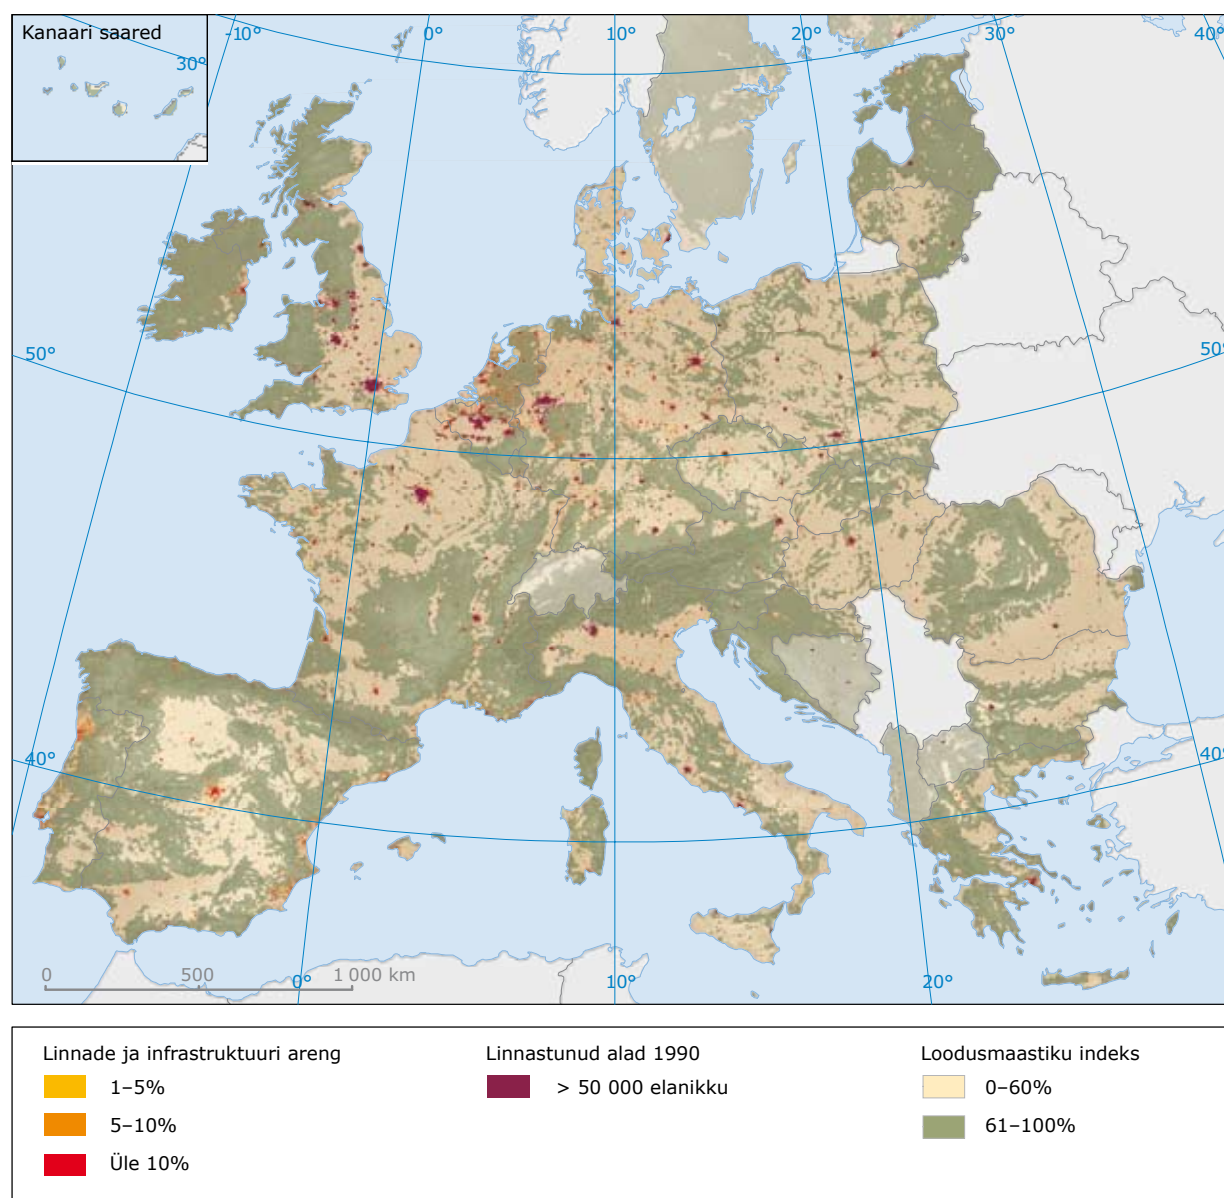 Kanaari saared
30°
-10°
0°
10°
20°
30°
40°
50°
50°
40°
40°
0
500
1 000 km
0°
10°
20°
Linnade ja infrastruktuuri areng
1–5%
5–10%
Üle 10%
Linnastunud alad 1990
> 50 000 elanikku
Loodusmaastiku indeks
0–60%
61–100%